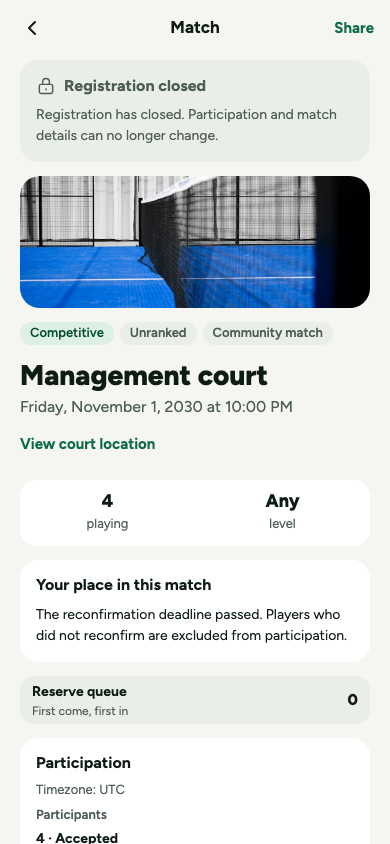 Match
Share
Registration closed
Registration has closed. Participation and match
details can no longer change.
Competitive
Unranked
Community match
Management court
Friday, November 1, 2030 at 10:00 PM
View court location
4
playing
Any
level
Your place in this match
The reconfirmation deadline passed. Players who
did not reconfirm are excluded from participation.
Reserve queue
First come, first in
0
Participation
Timezone: UTC
Participants
4 · Accepted